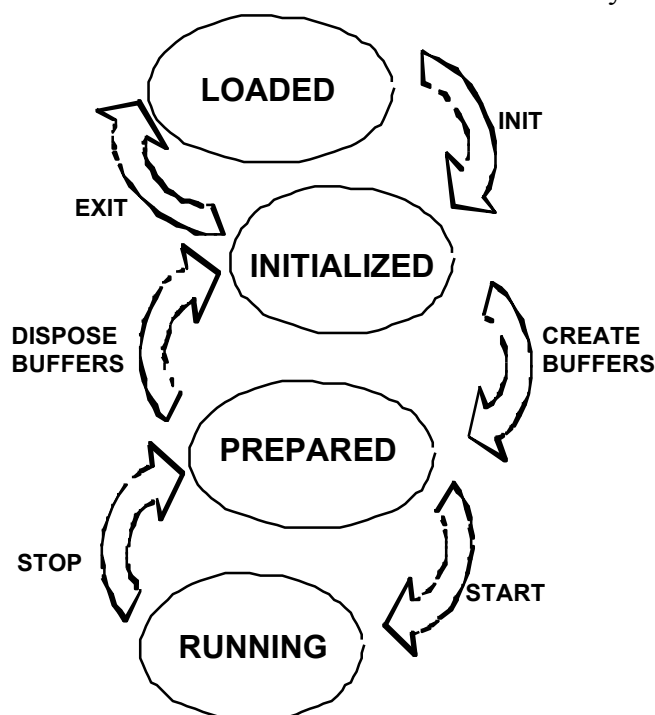 LOADED
INIT
EXIT
INITIALIZED
DISPOSE
BUFFERS
CREATE
BUFFERS
PREPARED
STOP
START
RUNNING